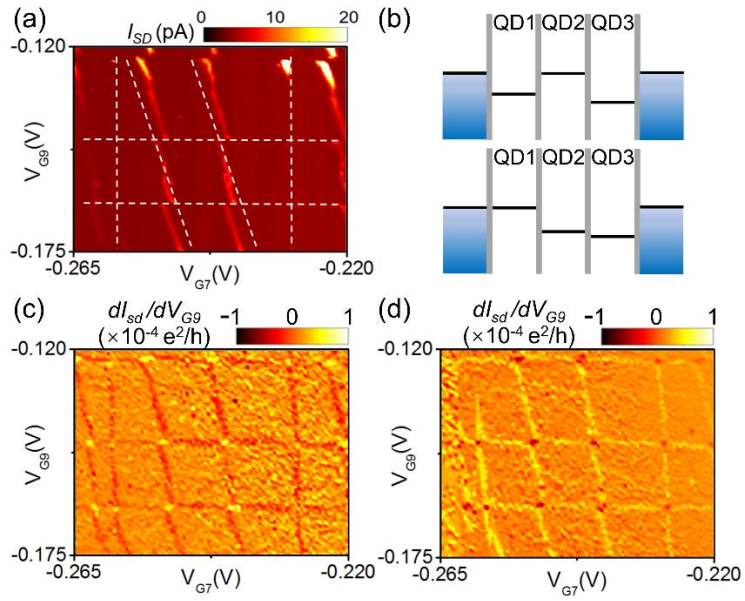 (a)
I_SD (pA)
0 10 20
-0.120
V_G9(V)
-0.175
-0.265 -0.220
V_G7(V)
(b)
QD1 QD2 QD3
QD1 QD2 QD3
(c)
dI_sd/dV_G9
(×10^-4 e^2/h)
-1 0 1
-0.120
V_G9(V)
-0.175
-0.265 -0.220
V_G7(V)
(d)
dI_sd/dV_G9
(×10^-4 e^2/h)
-1 0 1
-0.120
V_G9(V)
-0.175
-0.265 -0.220
V_G7(V)